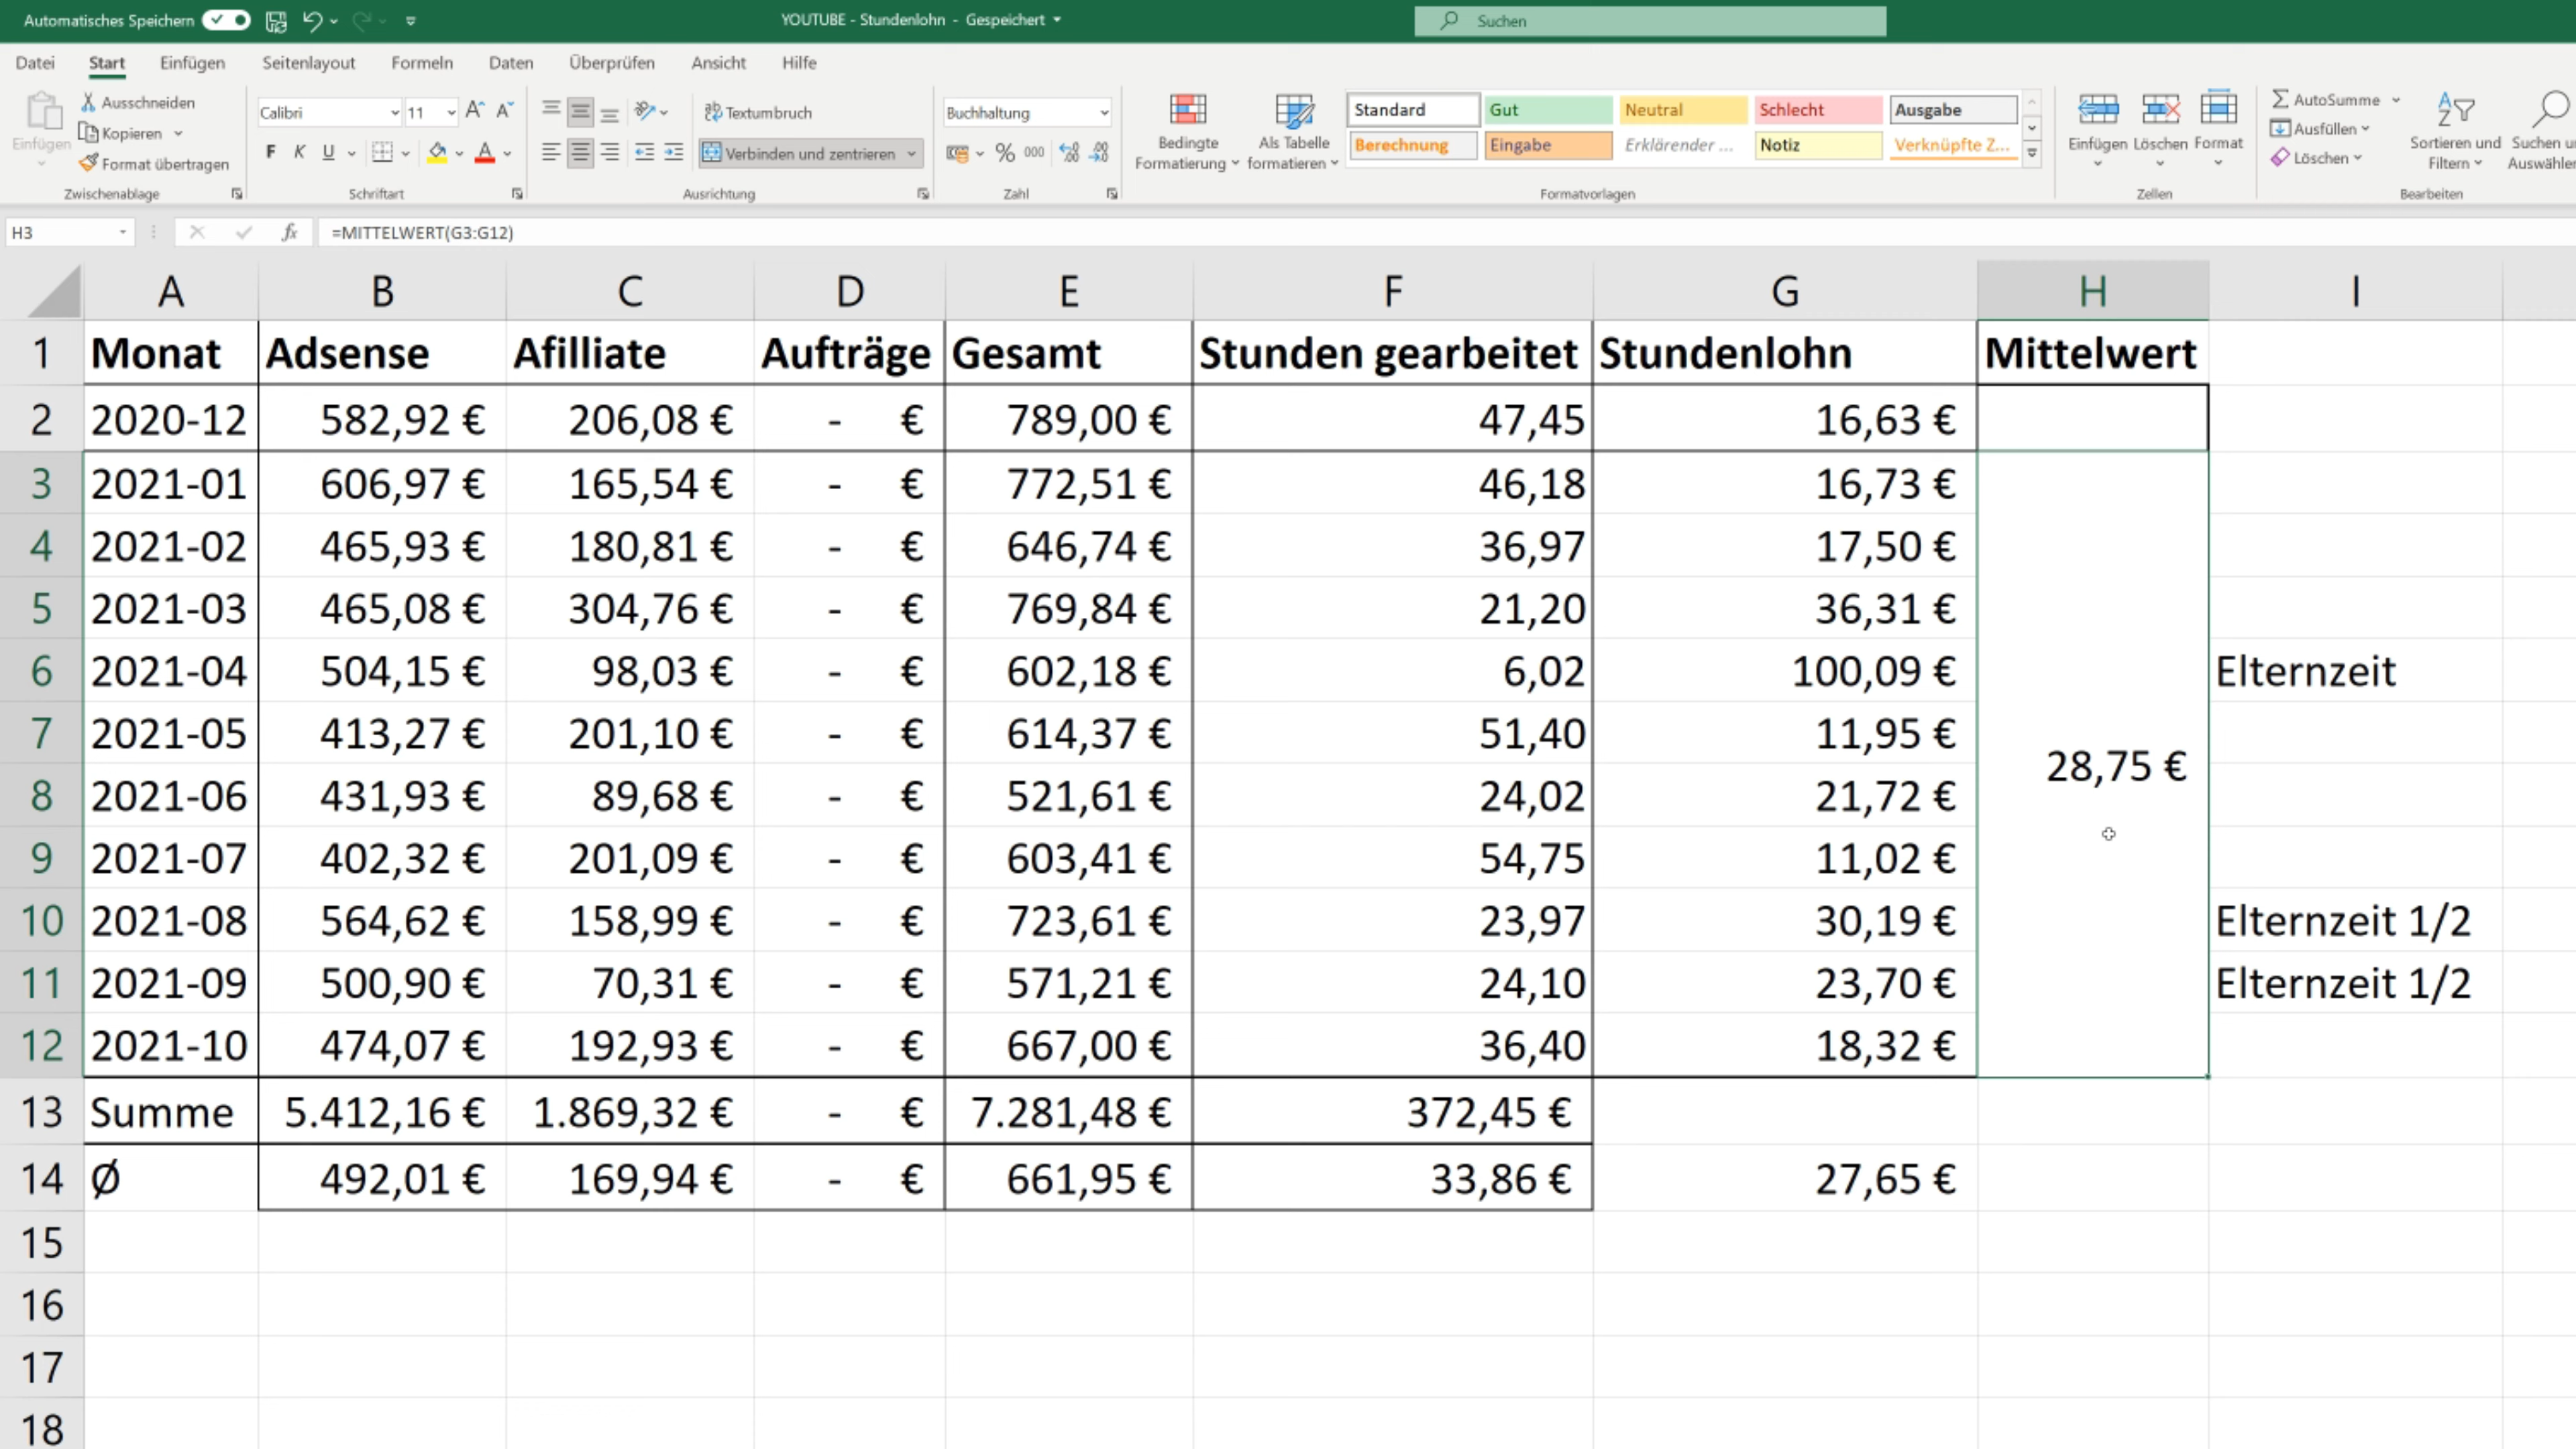 Automatisches Speichern
YOUTUBE - Stundenlohn - Gespeichert
Suchen
Datei Start Einfügen Seitenlayout Formeln Daten Überprüfen Ansicht Hilfe
Einfügen
Ausschneiden
Kopieren
Format übertragen
Zwischenablage
Calibri 11
F K U
Schriftart
Textumbruch
Verbinden und zentrieren
Ausrichtung
Buchhaltung
% 000
Zahl
Bedingte Formatierung
Als Tabelle formatieren
Standard Gut Neutral Schlecht Ausgabe
Berechnung Eingabe Erklärender ... Notiz Verknüpfte Z...
Formatvorlagen
Einfügen Löschen Format
Zellen
AutoSumme
Ausfüllen
Löschen
Sortieren und Filtern
Suchen u
Auswähler
Bearbeiten
H3 fx =MITTELWERT(G3:G12)
A B C D E F G H I
1 Monat Adsense Afilliate Aufträge Gesamt Stunden gearbeitet Stundenlohn Mittelwert
2 2020-12 582,92 € 206,08 € - € 789,00 € 47,45 16,63 €
3 2021-01 606,97 € 165,54 € - € 772,51 € 46,18 16,73 €
4 2021-02 465,93 € 180,81 € - € 646,74 € 36,97 17,50 €
5 2021-03 465,08 € 304,76 € - € 769,84 € 21,20 36,31 €
6 2021-04 504,15 € 98,03 € - € 602,18 € 6,02 100,09 € Elternzeit
7 2021-05 413,27 € 201,10 € - € 614,37 € 51,40 11,95 €
28,75 €
8 2021-06 431,93 € 89,68 € - € 521,61 € 24,02 21,72 €
9 2021-07 402,32 € 201,09 € - € 603,41 € 54,75 11,02 €
10 2021-08 564,62 € 158,99 € - € 723,61 € 23,97 30,19 € Elternzeit 1/2
11 2021-09 500,90 € 70,31 € - € 571,21 € 24,10 23,70 € Elternzeit 1/2
12 2021-10 474,07 € 192,93 € - € 667,00 € 36,40 18,32 €
13 Summe 5.412,16 € 1.869,32 € - € 7.281,48 € 372,45 €
14 Ø 492,01 € 169,94 € - € 661,95 € 33,86 € 27,65 €
15
16
17
18